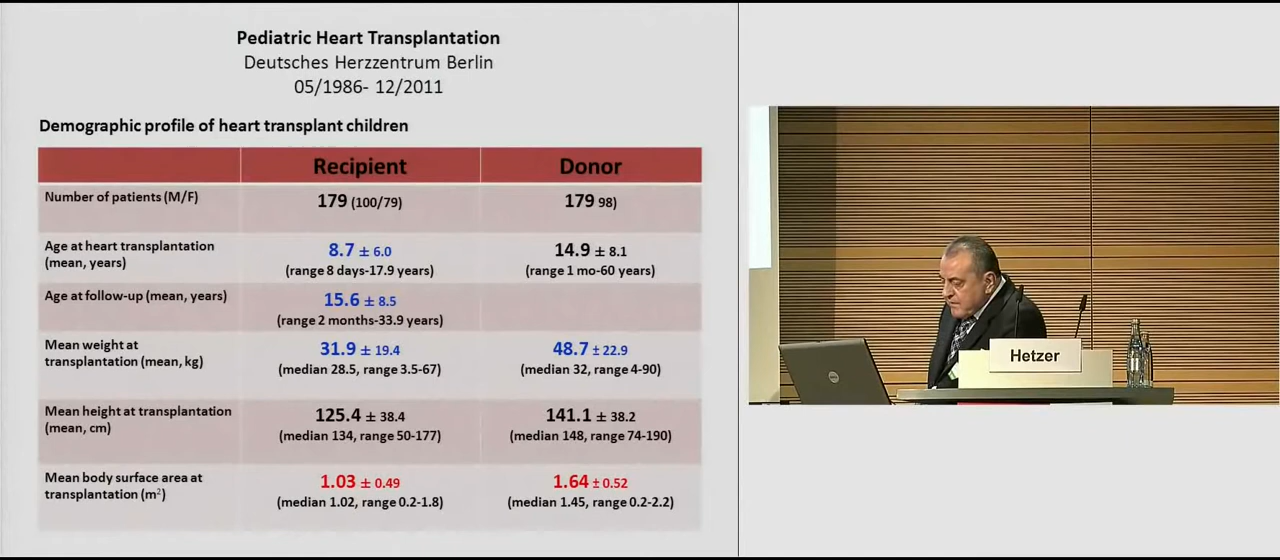 Pediatric Heart Transplantation
Deutsches Herzzentrum Berlin
05/1986- 12/2011
Demographic profile of heart transplant children
Recipient Donor
Number of patients (M/F) 179 (100/79) 179 98)
Age at heart transplantation (mean, years) 8.7 ± 6.0 (range 8 days-17.9 years) 14.9 ± 8.1 (range 1 mo-60 years)
Age at follow-up (mean, years) 15.6 ± 8.5 (range 2 months-33.9 years)
Mean weight at transplantation (mean, kg) 31.9 ± 19.4 (median 28.5, range 3.5-67) 48.7 ± 22.9 (median 32, range 4-90)
Mean height at transplantation (mean, cm) 125.4 ± 38.4 (median 134, range 50-177) 141.1 ± 38.2 (median 148, range 74-190)
Mean body surface area at transplantation (m²) 1.03 ± 0.49 (median 1.02, range 0.2-1.8) 1.64 ± 0.52 (median 1.45, range 0.2-2.2)
Hetzer